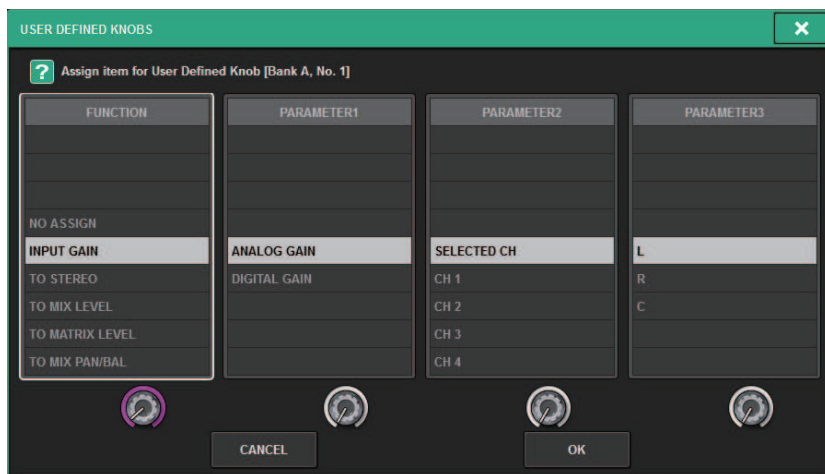 USER DEFINED KNOBS
?
Assign item for User Defined Knob [Bank A, No. 1]
FUNCTION
PARAMETER1
PARAMETER2
PARAMETER3
NO ASSIGN
INPUT GAIN
ANALOG GAIN
SELECTED CH
L
TO STEREO
DIGITAL GAIN
CH 1
R
TO MIX LEVEL
CH 2
C
TO MATRIX LEVEL
CH 3
TO MIX PAN/BAL
CH 4
CANCEL
OK